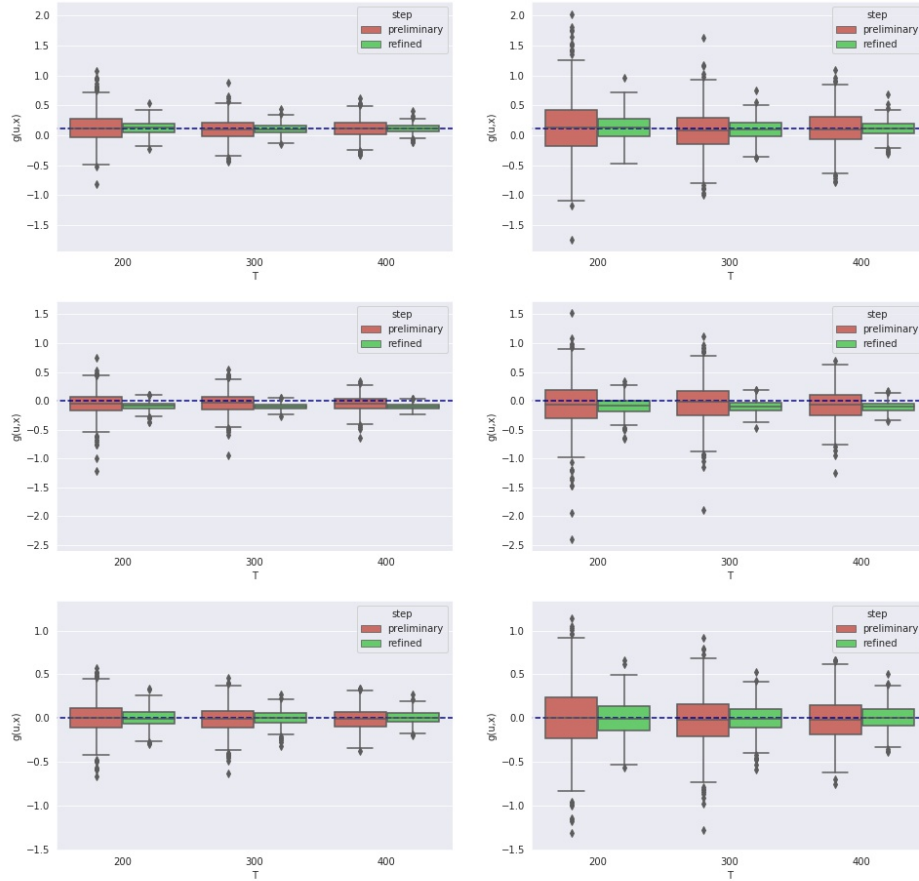 2.0
1.5
1.0
0.5
0.0
−0.5
−1.0
−1.5
g(u,x)
200
300
400
T
step
preliminary
refined
2.0
1.5
1.0
0.5
0.0
−0.5
−1.0
−1.5
g(u,x)
200
300
400
T
step
preliminary
refined
1.5
1.0
0.5
0.0
−0.5
−1.0
−1.5
−2.0
−2.5
g(u,x)
200
300
400
T
step
preliminary
refined
1.5
1.0
0.5
0.0
−0.5
−1.0
−1.5
−2.0
−2.5
g(u,x)
200
300
400
T
step
preliminary
refined
1.0
0.5
0.0
−0.5
−1.0
−1.5
g(u,x)
200
300
400
T
step
preliminary
refined
1.0
0.5
0.0
−0.5
−1.0
−1.5
g(u,x)
200
300
400
T
step
preliminary
refined